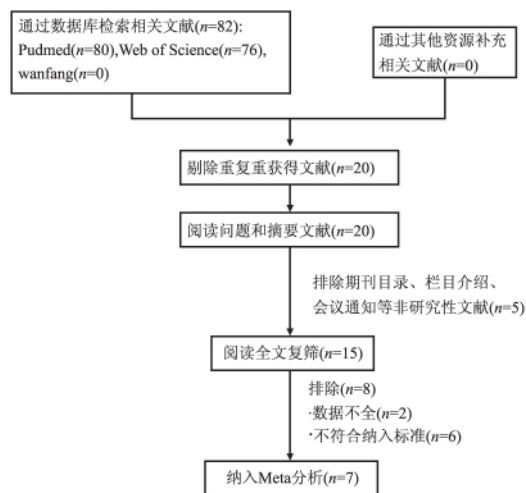 通过数据库检索相关文献(n=82):
Pudmed(n=80),Web of Science(n=76),
wanfang(n=0)
通过其他资源补充
相关文献(n=0)
剔除重复重获得文献(n=20)
阅读问题和摘要文献(n=20)
排除期刊目录、栏目介绍、
会议通知等非研究性文献(n=5)
阅读全文复筛(n=15)
排除(n=8)
·数据不全(n=2)
·不符合纳入标准(n=6)
纳入Meta分析(n=7)